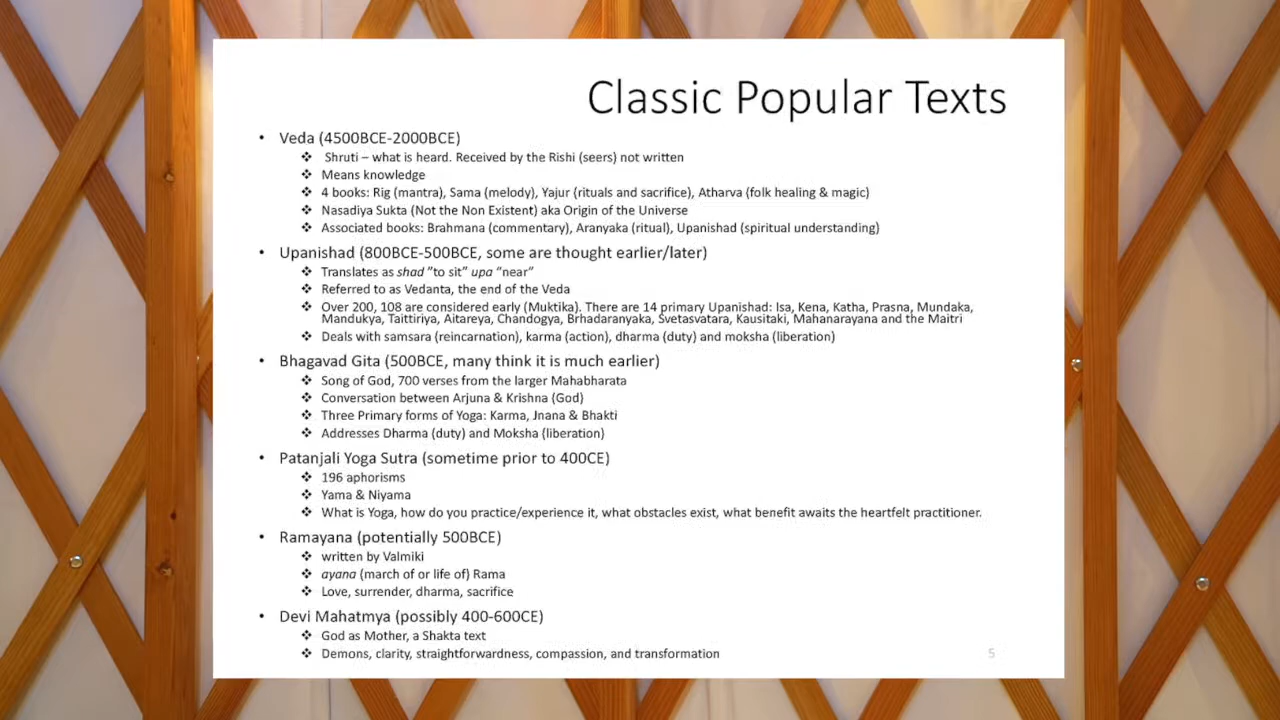 Classic Popular Texts
• Veda (4500BCE-2000BCE)
❖ Shruti – what is heard. Received by the Rishi (seers) not written
❖ Means knowledge
❖ 4 books: Rig (mantra), Sama (melody), Yajur (rituals and sacrifice), Atharva (folk healing & magic)
❖ Nasadiya Sukta (Not the Non Existent) aka Origin of the Universe
❖ Associated books: Brahmana (commentary), Aranyaka (ritual), Upanishad (spiritual understanding)
• Upanishad (800BCE-500BCE, some are thought earlier/later)
❖ Translates as shad ”to sit” upa “near”
❖ Referred to as Vedanta, the end of the Veda
❖ Over 200, 108 are considered early (Muktika). There are 14 primary Upanishad: Isa, Kena, Katha, Prasna, Mundaka,
Mandukya, Taittiriya, Aitareya, Chandogya, Brhadaranyaka, Svetasvatara, Kausitaki, Mahanarayana and the Maitri
❖ Deals with samsara (reincarnation), karma (action), dharma (duty) and moksha (liberation)
• Bhagavad Gita (500BCE, many think it is much earlier)
❖ Song of God, 700 verses from the larger Mahabharata
❖ Conversation between Arjuna & Krishna (God)
❖ Three Primary forms of Yoga: Karma, Jnana & Bhakti
❖ Addresses Dharma (duty) and Moksha (liberation)
• Patanjali Yoga Sutra (sometime prior to 400CE)
❖ 196 aphorisms
❖ Yama & Niyama
❖ What is Yoga, how do you practice/experience it, what obstacles exist, what benefit awaits the heartfelt practitioner.
• Ramayana (potentially 500BCE)
❖ written by Valmiki
❖ ayana (march of or life of) Rama
❖ Love, surrender, dharma, sacrifice
• Devi Mahatmya (possibly 400-600CE)
❖ God as Mother, a Shakta text
❖ Demons, clarity, straightforwardness, compassion, and transformation
5